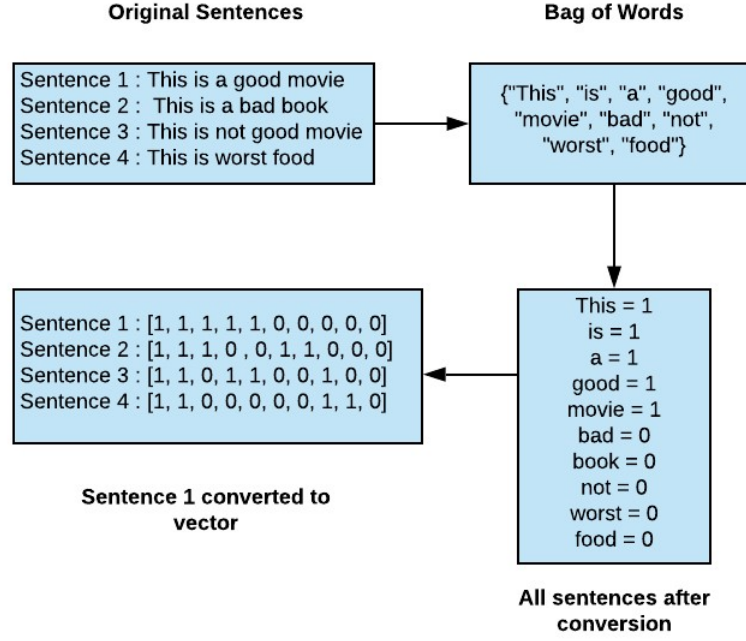 Original Sentences
Bag of Words
Sentence 1 : This is a good movie
Sentence 2 :  This is a bad book
Sentence 3 : This is not good movie
Sentence 4 : This is worst food
{"This", "is", "a", "good",
"movie", "bad", "not",
"worst", "food"}
This = 1
is = 1
a = 1
good = 1
movie = 1
bad = 0
book = 0
not = 0
worst = 0
food = 0
All sentences after
conversion
Sentence 1 : [1, 1, 1, 1, 1, 0, 0, 0, 0, 0]
Sentence 2 : [1, 1, 1, 0 , 0, 1, 1, 0, 0, 0]
Sentence 3 : [1, 1, 0, 1, 1, 0, 0, 1, 0, 0]
Sentence 4 : [1, 1, 0, 0, 0, 0, 0, 1, 1, 0]
Sentence 1 converted to
vector